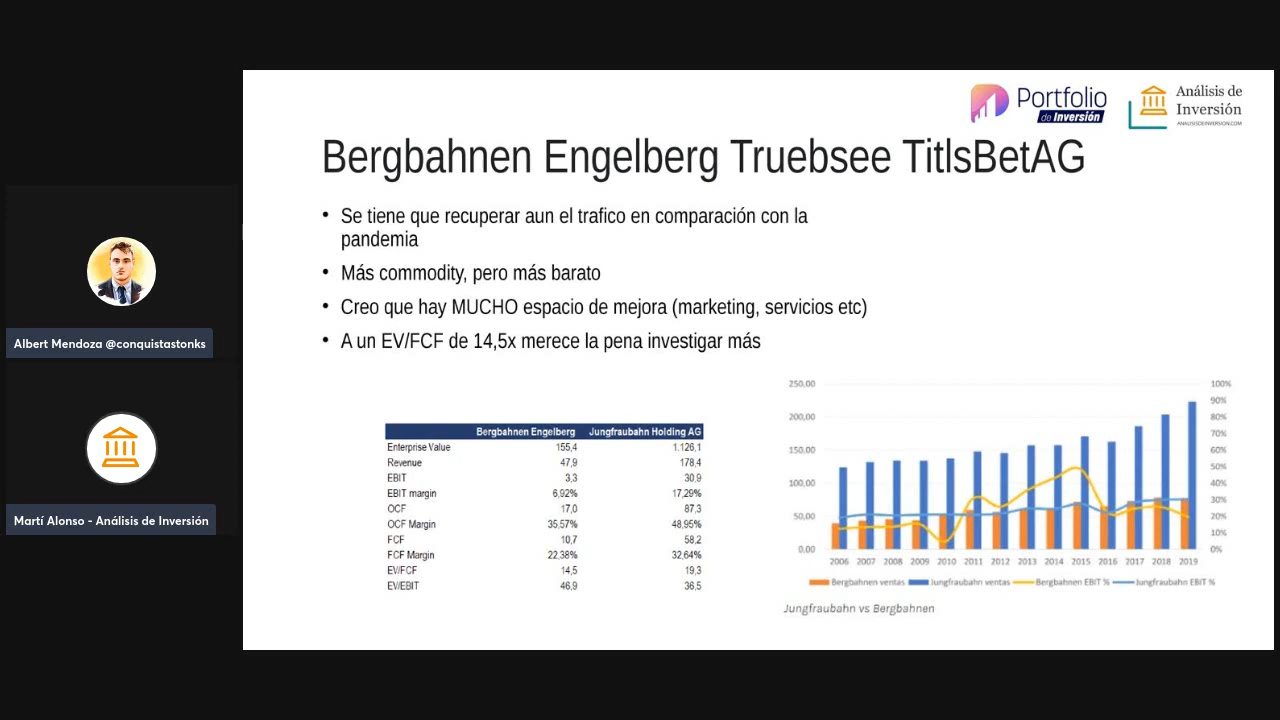 Portfolio
de Inversión
Análisis de
Inversión
ANALISISDEINVERSION.COM
Bergbahnen Engelberg Truebsee TitlsBetAG
• Se tiene que recuperar aun el trafico en comparación con la
pandemia
• Más commodity, pero más barato
• Creo que hay MUCHO espacio de mejora (marketing, servicios etc)
• A un EV/FCF de 14,5x merece la pena investigar más
Albert Mendoza @conquistastonks
Martí Alonso - Análisis de Inversión
Bergbahnen Engelberg Jungfraubahn Holding AG
Enterprise Value 155,4 1.126,1
Revenue 47,9 178,4
EBIT 3,3 30,9
EBIT margin 6,92% 17,29%
OCF 17,0 87,3
OCF Margin 35,57% 48,95%
FCF 10,7 58,2
FCF Margin 22,38% 32,64%
EV/FCF 14,5 19,3
EV/EBIT 46,9 36,5
250,00 100%
90%
200,00 80%
70%
150,00 60%
50%
100,00 40%
30%
50,00 20%
10%
0.00 0%
2006 2007 2008 2009 2010 2011 2012 2013 2014 2015 2016 2017 2018 2019
Bergbahnen ventas Jungfraubahn ventas Bergbahnen EBIT % Jungfraubahn EBIT %
Jungfraubahn vs Bergbahnen